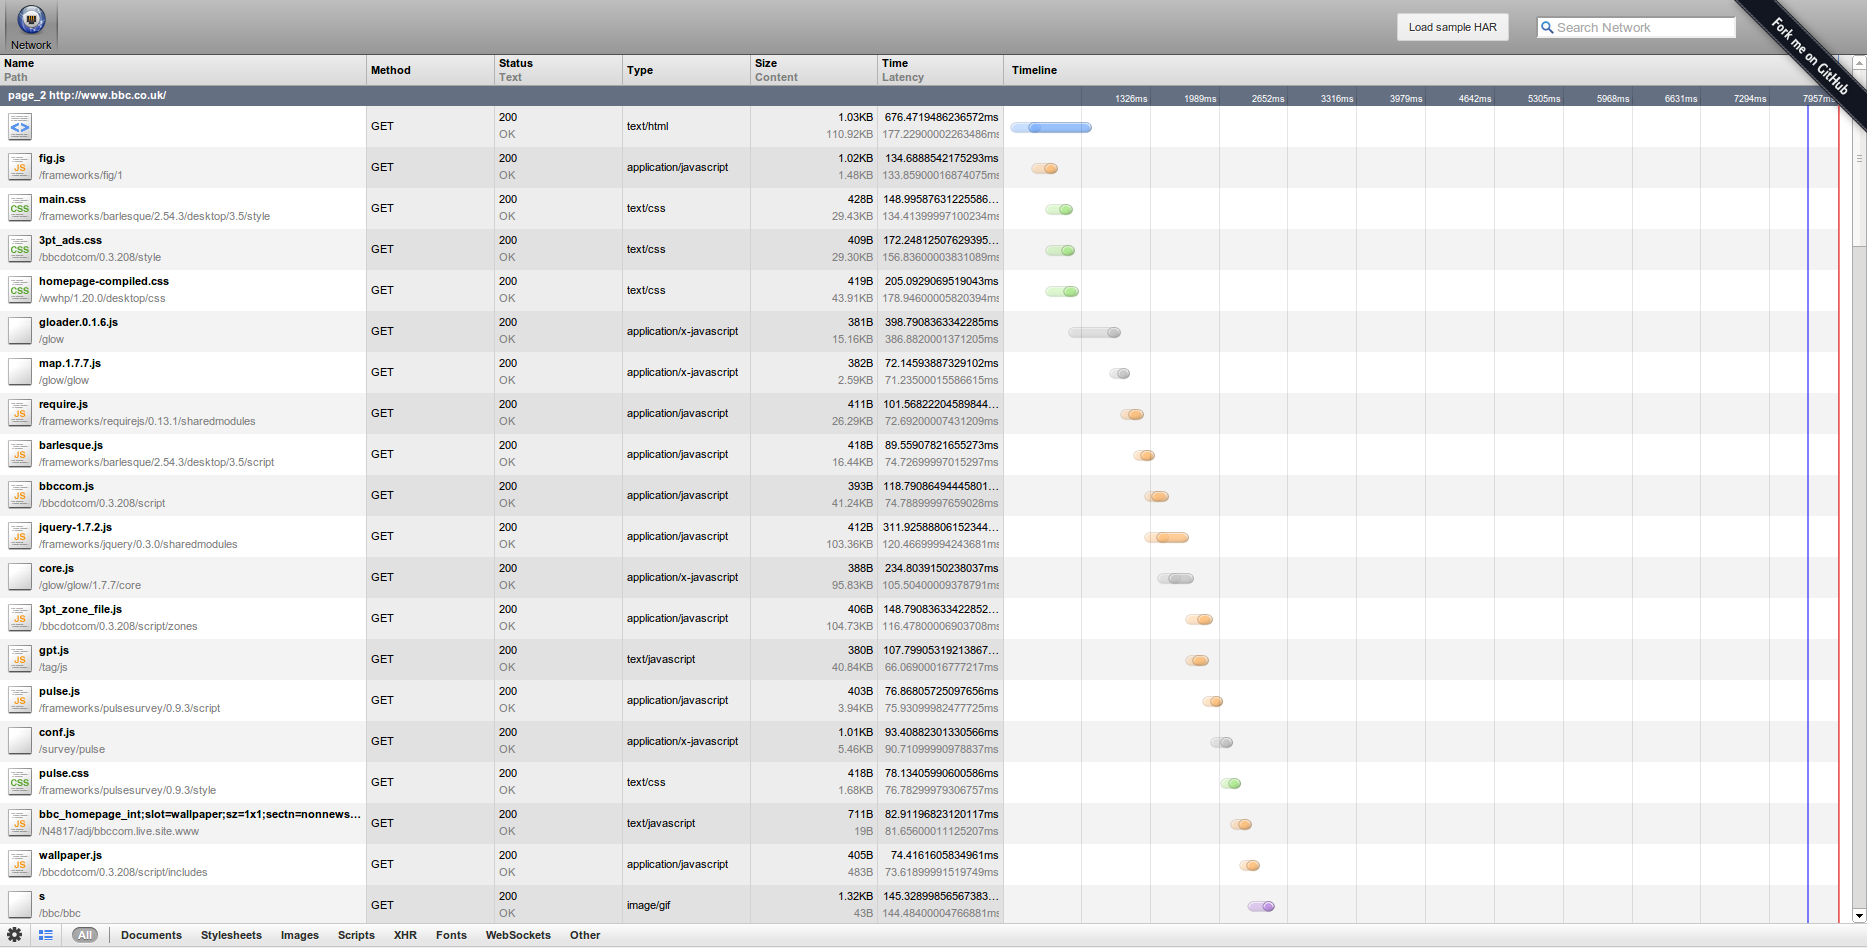 Network
Load sample HAR
Search Network
Fork me on GitHub
Name Method Status Type Size Time Timeline
Path Text Content Latency
page_2 http://www.bbc.co.uk/ 1326ms 1989ms 2652ms 3316ms 3979ms 4642ms 5305ms 5968ms 6631ms 7294ms 7957ms
GET 200 text/html 1.03KB 676.4719486236572ms
OK 110.92KB 177.22900002263486ms
fig.js GET 200 application/javascript 1.02KB 134.6888542175293ms
/frameworks/fig/1 OK 1.48KB 133.85900016874075ms
main.css GET 200 text/css 428B 148.99587631225586...
/frameworks/barlesque/2.54.3/desktop/3.5/style OK 29.43KB 134.41399997100234ms
3pt_ads.css GET 200 text/css 409B 172.24812507629395...
/bbcdotcom/0.3.208/style OK 29.30KB 156.83600003831089ms
homepage-compiled.css GET 200 text/css 419B 205.0929069519043ms
/wwhp/1.20.0/desktop/css OK 43.91KB 178.94600005820394ms
gloader.0.1.6.js GET 200 application/x-javascript 381B 398.7908363342285ms
/glow OK 15.16KB 386.8820001371205ms
map.1.7.7.js GET 200 application/x-javascript 382B 72.14593887329102ms
/glow/glow OK 2.59KB 71.23500015586615ms
require.js GET 200 application/javascript 411B 101.56822204589844...
/frameworks/requirejs/0.13.1/sharedmodules OK 26.29KB 72.692000007431209ms
barlesque.js GET 200 application/javascript 418B 89.55907821655273ms
/frameworks/barlesque/2.54.3/desktop/3.5/script OK 16.44KB 74.72699997015297ms
bbccom.js GET 200 application/javascript 393B 118.79086494445801...
/bbcdotcom/0.3.208/script OK 41.24KB 74.78899997659028ms
jquery-1.7.2.js GET 200 application/javascript 412B 311.92588806152344...
/frameworks/jquery/0.3.0/sharedmodules OK 103.36KB 120.46699994243681ms
core.js GET 200 application/x-javascript 388B 234.8039150238037ms
/glow/glow/1.7.7/core OK 95.83KB 105.50400009378791ms
3pt_zone_file.js GET 200 application/javascript 406B 148.79083633422852...
/bbcdotcom/0.3.208/script/zones OK 104.73KB 116.47800006903708ms
gpt.js GET 200 text/javascript 380B 107.79905319213867...
/tag/js OK 40.84KB 66.06900016777217ms
pulse.js GET 200 application/javascript 403B 76.86805725097656ms
/frameworks/pulsesurvey/0.9.3/script OK 3.94KB 75.93099982477725ms
conf.js GET 200 application/x-javascript 1.01KB 93.40882301330566ms
/survey/pulse OK 5.46KB 90.71099990978837ms
pulse.css GET 200 text/css 418B 78.13405990600586ms
/frameworks/pulsesurvey/0.9.3/style OK 1.68KB 76.78299979306757ms
bbc_homepage_int;slot=wallpaper;sz=1x1;sectn=nonnews... GET 200 text/javascript 711B 82.91196823120117ms
/N4817/adj/bbccom.live.site.www OK 19B 81.65600011125207ms
wallpaper.js GET 200 application/javascript 405B 74.4161605834961ms
/bbcdotcom/0.3.208/script/includes OK 483B 73.61899991519749ms
s GET 200 image/gif 1.32KB 145.32899856567383...
/bbc/bbc OK 43B 144.48400004766881ms
All Documents Stylesheets Images Scripts XHR Fonts WebSockets Other